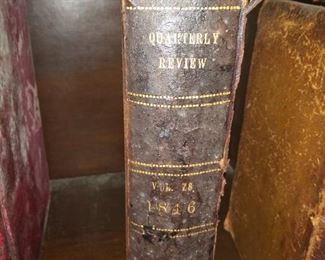 QUARTERLY
REVIEW
VOL. 78.
1846